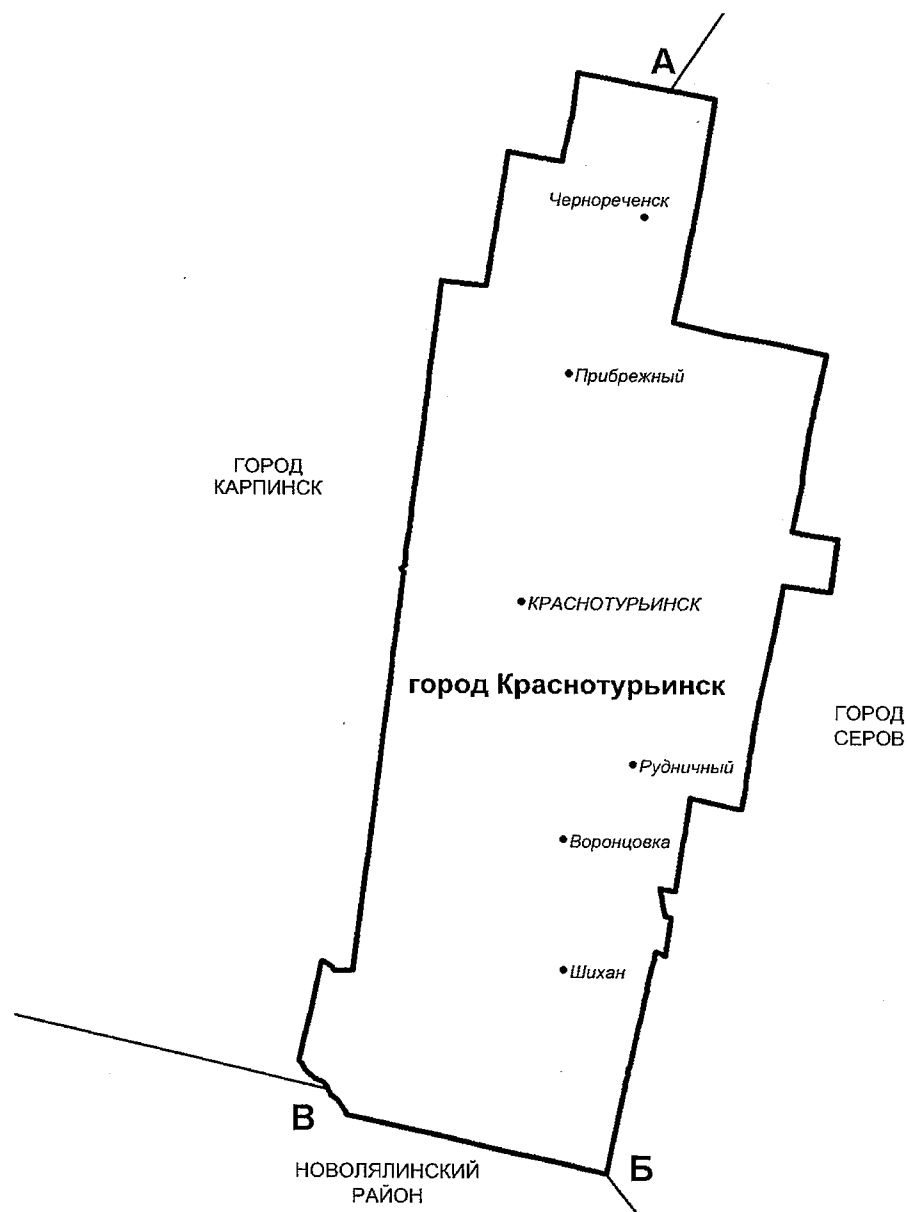 А
Чернореченск
Прибрежный
ГОРОД
КАРПИНСК
КРАСНОТУРЬИНСК
город Краснотурьинск
ГОРОД
СЕРОВ
Рудничный
Воронцовка
Шихан
В
Б
НОВОЛЯЛИНСКИЙ
РАЙОН